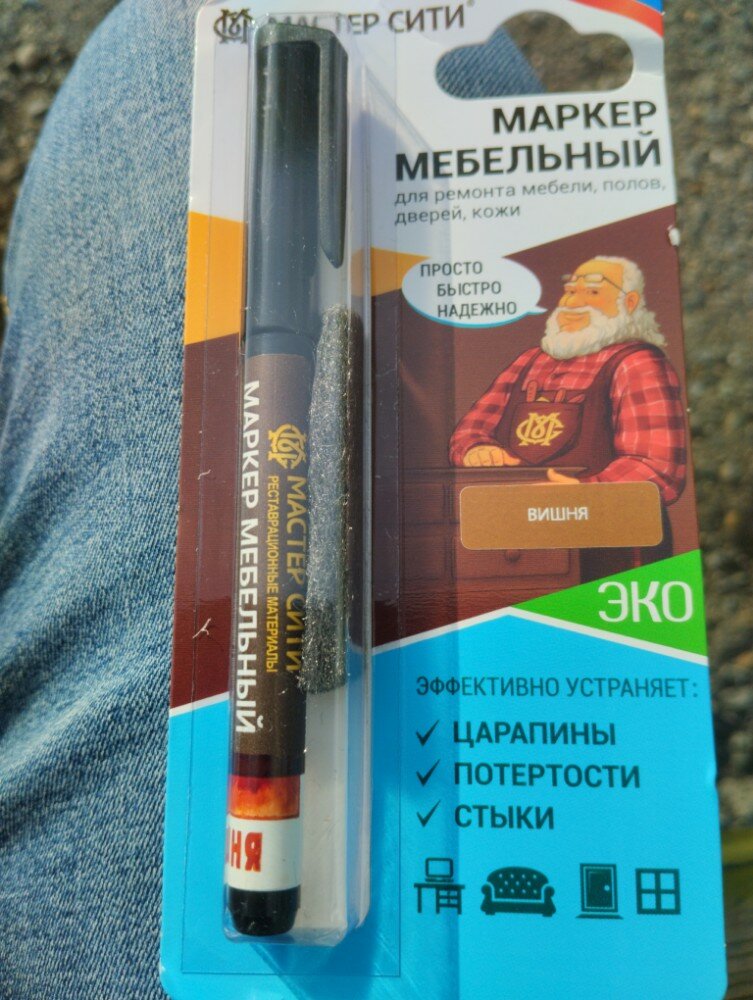 МАСТЕР СИТИ®
МАРКЕР
МЕБЕЛЬНЫЙ
для ремонта мебели, полов,
дверей, кожи
ПРОСТО
БЫСТРО
НАДЕЖНО
ВИШНЯ
ЭКО
ЭФФЕКТИВНО УСТРАНЯЕТ:
✓ ЦАРАПИНЫ
✓ ПОТЕРТОСТИ
✓ СТЫКИ
МАСТЕР СИТИ
РЕСТАВРАЦИОННЫЕ МАТЕРИАЛЫ
МАРКЕР МЕБЕЛЬНЫЙ